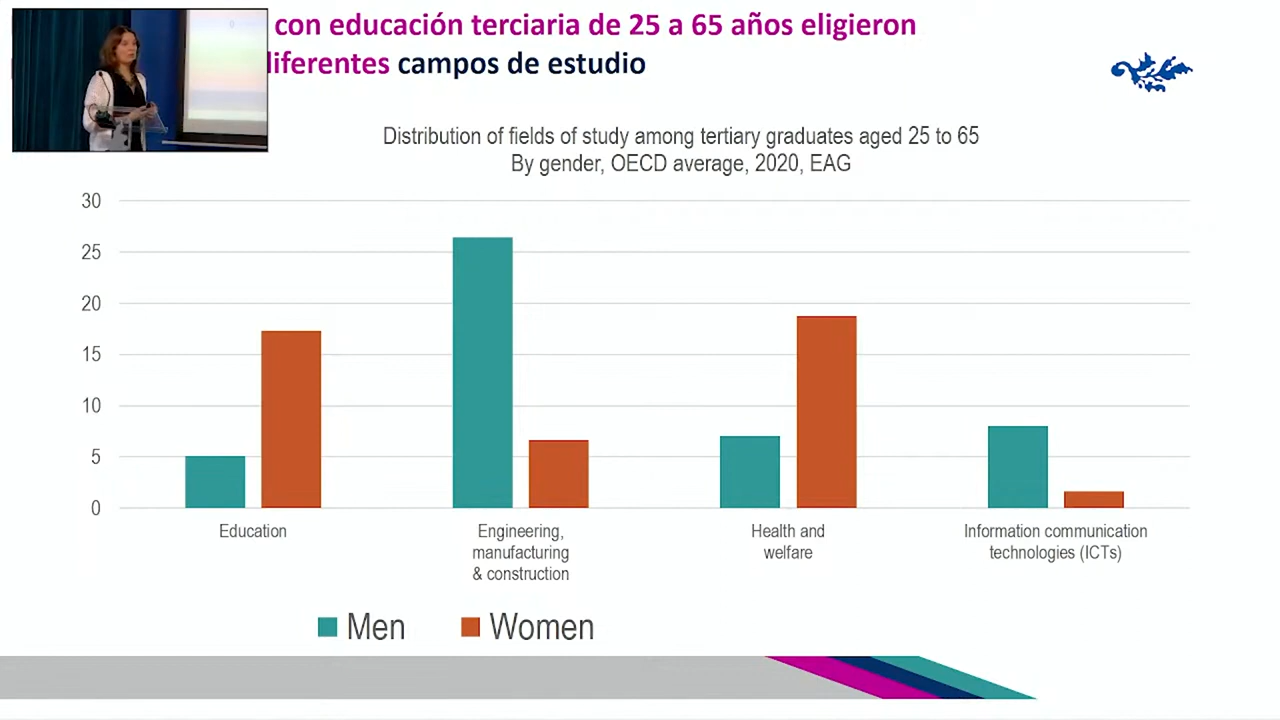 con educación terciaria de 25 a 65 años eligieron
diferentes campos de estudio
Distribution of fields of study among tertiary graduates aged 25 to 65
By gender, OECD average, 2020, EAG
30
25
20
15
10
5
0
Education
Engineering,
manufacturing
& construction
Health and
welfare
Information communication
technologies (ICTs)
Men
Women